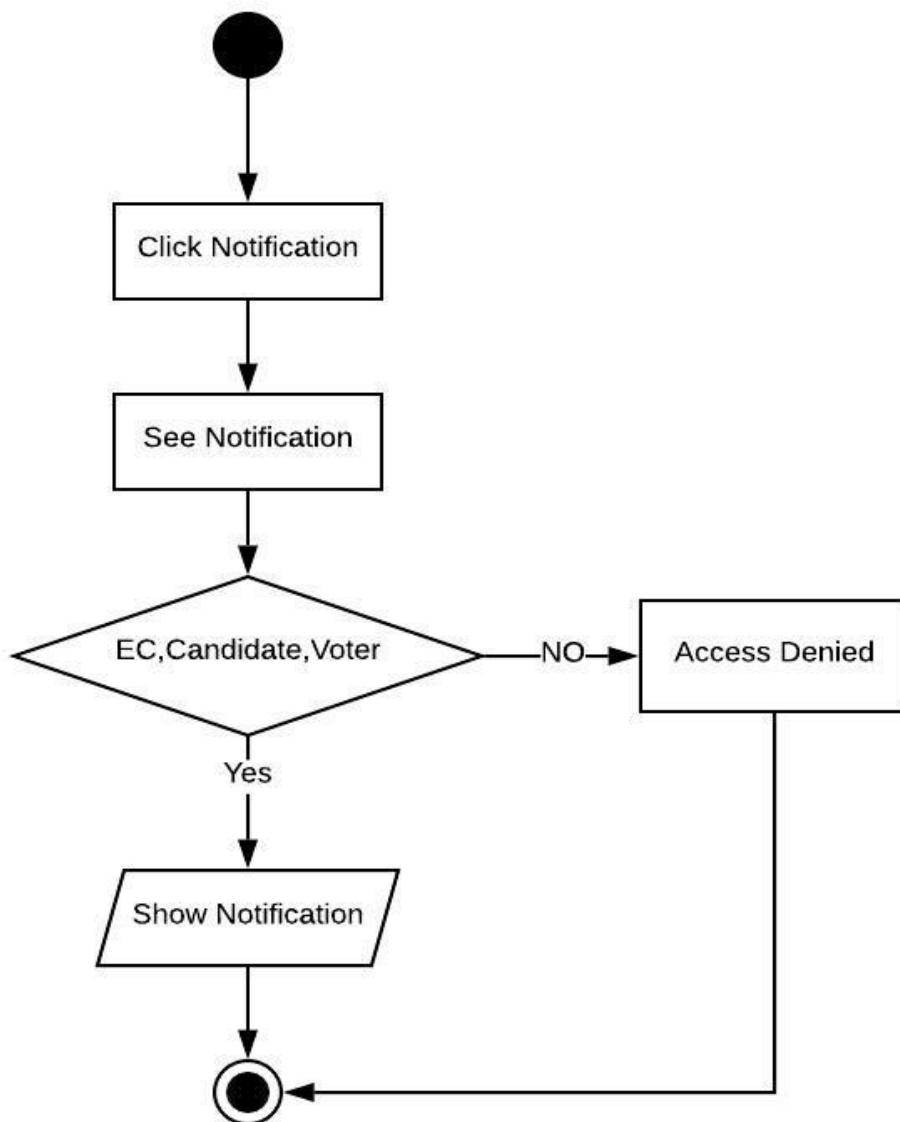 Click Notification
See Notification
EC,Candidate,Voter
NO
Access Denied
Yes
Show Notification